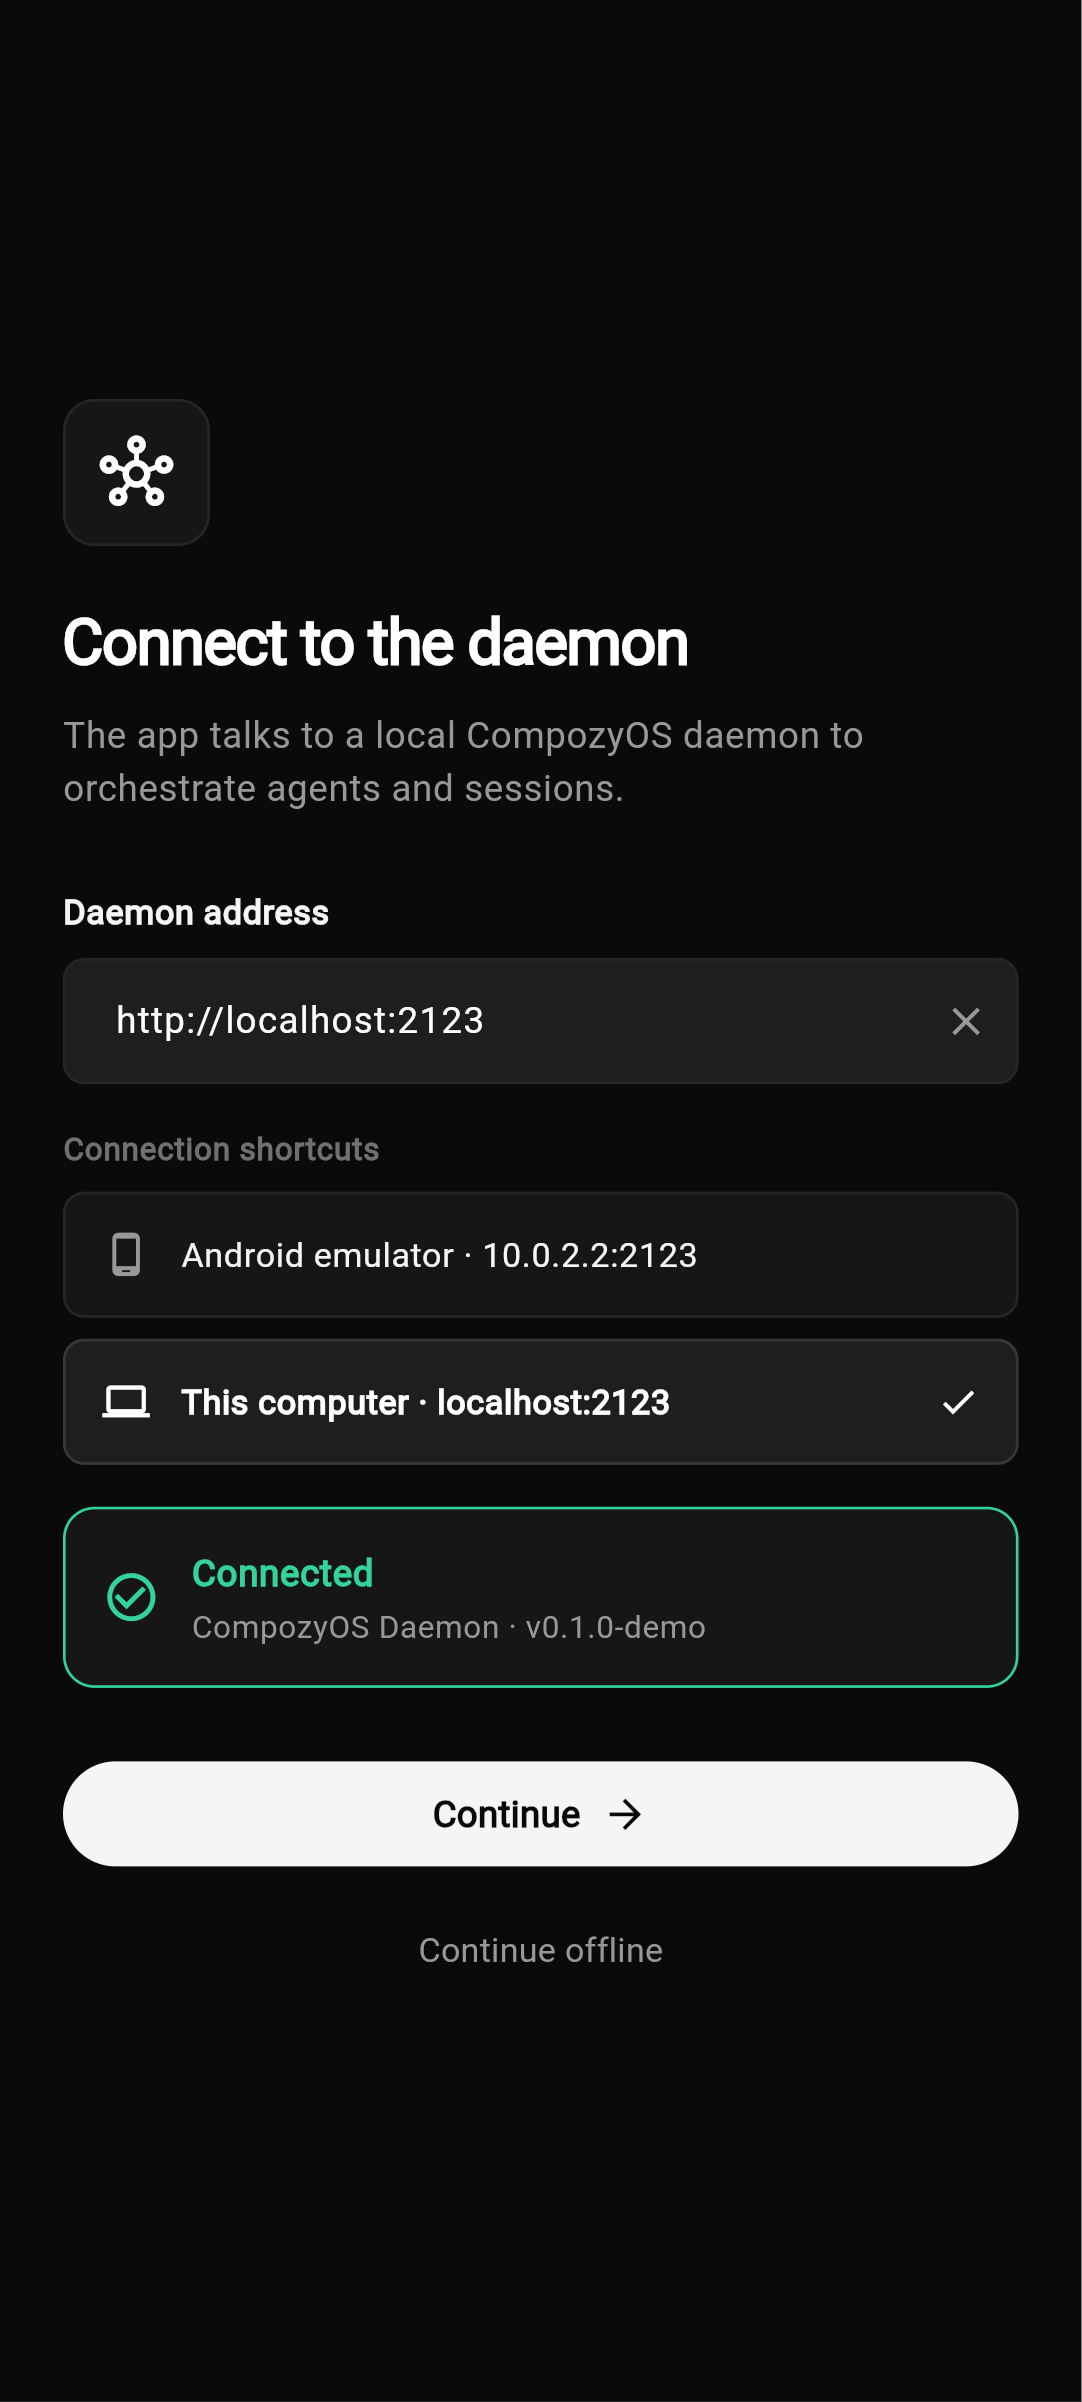 Connect to the daemon
The app talks to a local CompozyOS daemon to
orchestrate agents and sessions.
Daemon address
http://localhost:2123
Connection shortcuts
Android emulator · 10.0.2.2:2123
This computer · localhost:2123
Connected
CompozyOS Daemon · v0.1.0-demo
Continue
Continue offline